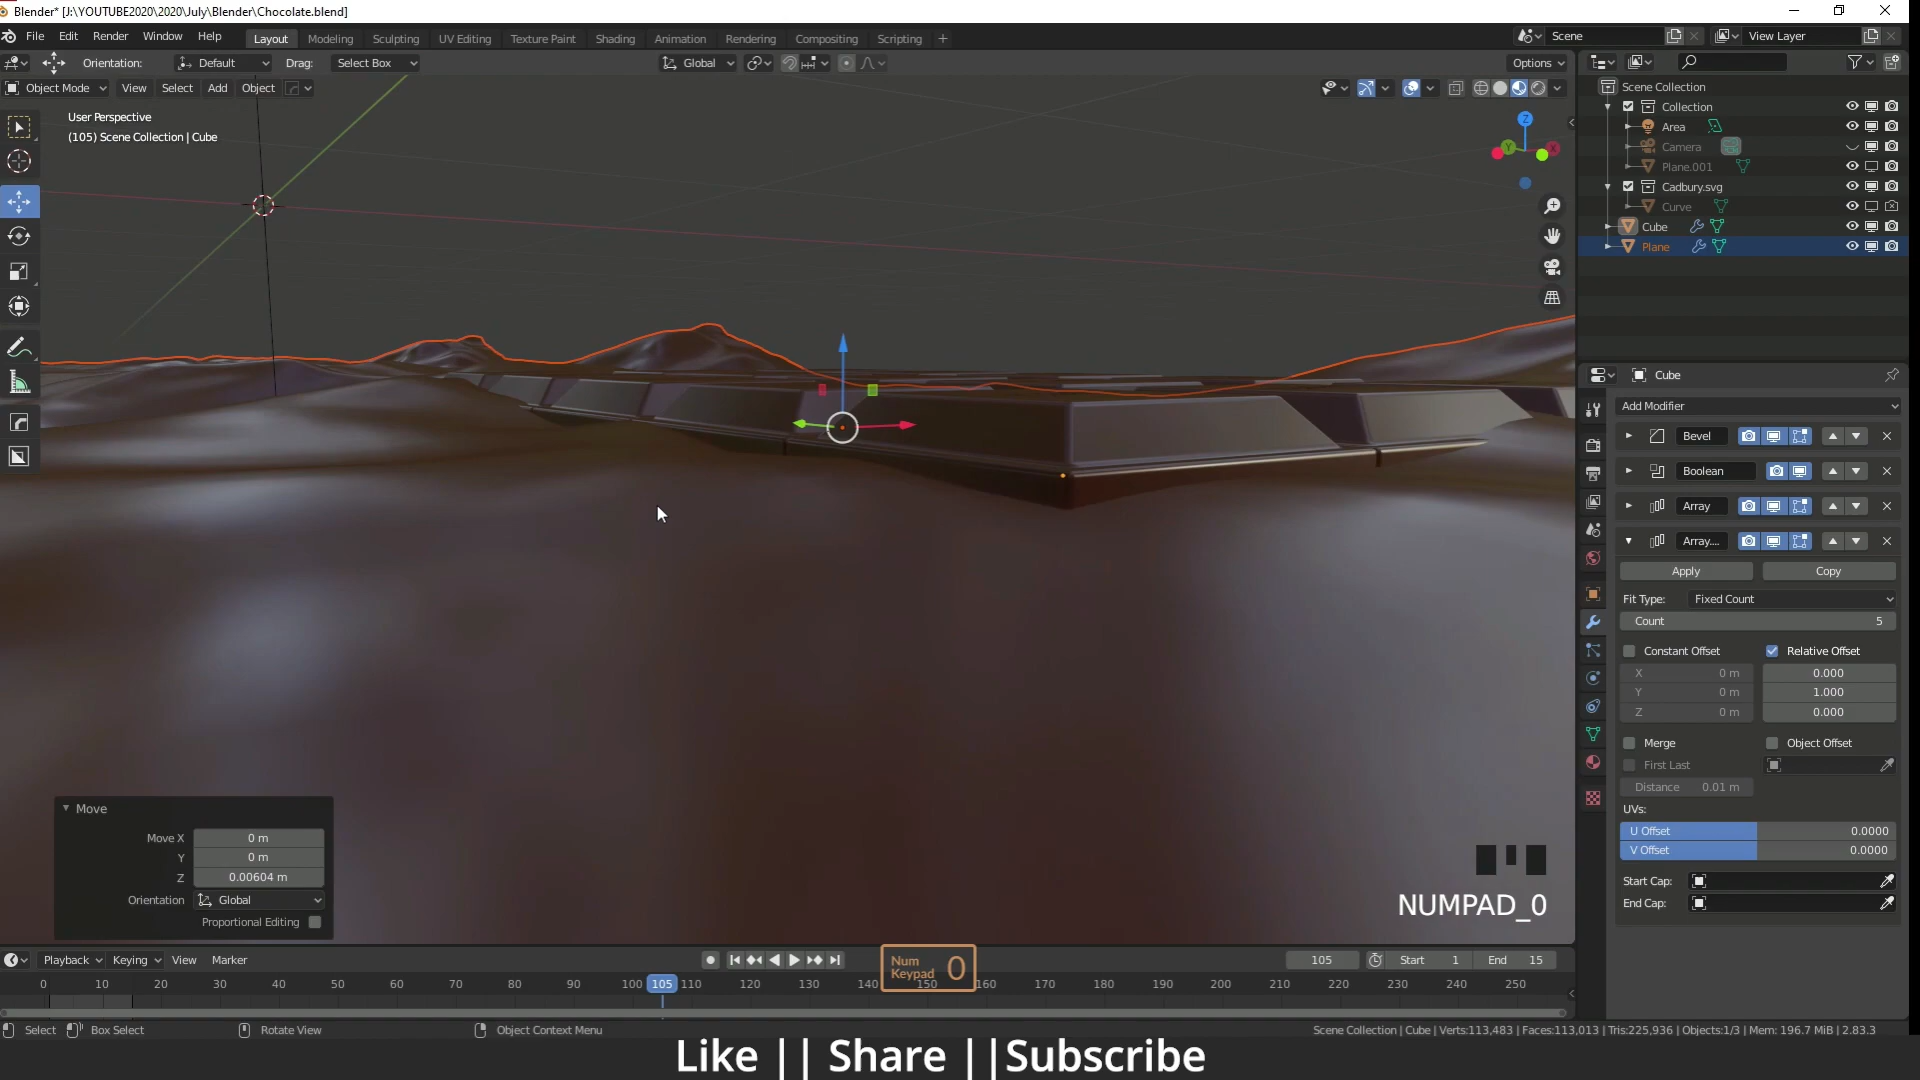 Blender* [J:\YOUTUBE2020\2020\July\Blender\Chocolate.blend]
File Edit Render Window Help Layout Modeling Sculpting UV Editing Texture Paint Shading Animation Rendering Compositing Scripting + Scene View Layer
Orientation: Default Drag: Select Box Global Options
Object Mode View Select Add Object
User Perspective
(105) Scene Collection | Cube
Z
Y
X
Scene Collection
Collection
Area
Camera
Plane.001
Cadbury.svg
Curve
Cube
Plane
Cube
Add Modifier
Bevel
Boolean
Array
Array....
Apply Copy
Fit Type: Fixed Count
Count 5
Constant Offset Relative Offset
X 0 m 0.000
Y 0 m 1.000
Z 0 m 0.000
Merge Object Offset
First Last
Distance 0.01 m
UVs:
U Offset 0.0000
V Offset 0.0000
Start Cap:
End Cap:
Move
Move X 0 m
Y 0 m
Z 0.00604 m
Orientation Global
Proportional Editing
NUMPAD_0
Num
Keypad 0
Playback Keying View Marker 105 Start 1 End 15
0 10 20 30 40 50 60 70 80 90 100 105 110 120 130 140 150 160 170 180 190 200 210 220 230 240 250
Select Box Select Rotate View Object Context Menu Scene Collection | Cube | Verts:113,483 | Faces:113,013 | Tris:225,936 | Objects:1/3 | Mem: 196.7 MiB | 2.83.3
Like || Share ||Subscribe